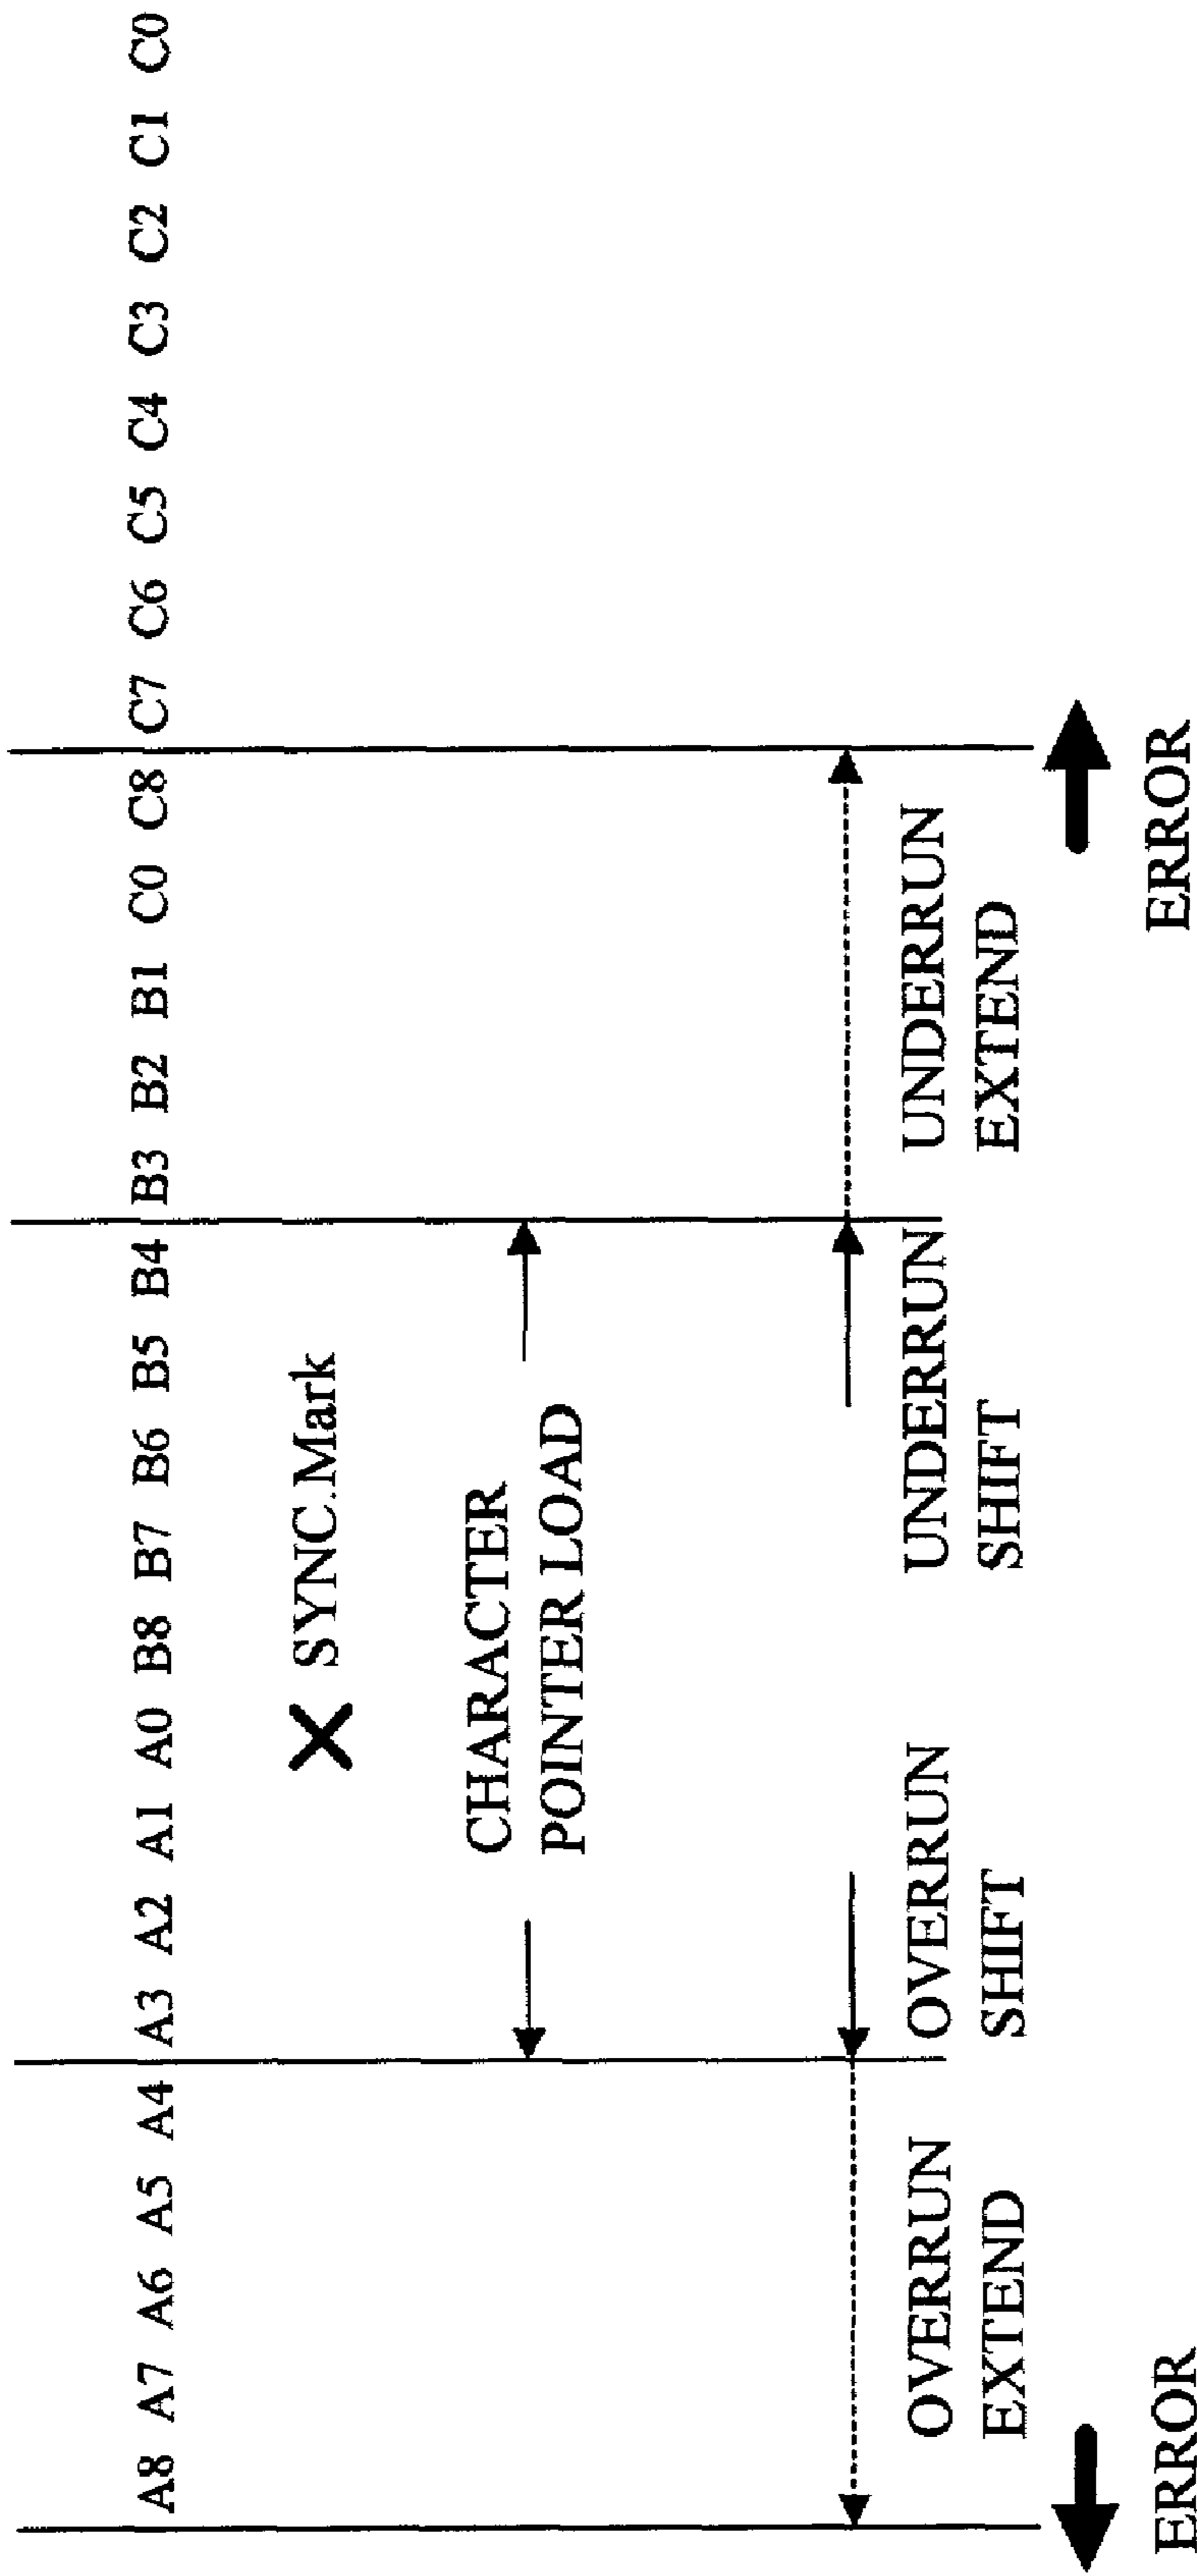 A8 A7 A6 A5 A4 A3 A2 A1 A0 B8 B7 B6 B5 B4 B3 B2 B1 C0 C8 C7 C6 C5 C4 C3 C2 C1 C0
SYNC.Mark
CHARACTER
POINTER LOAD
OVERRUN
EXTEND
OVERRUN
SHIFT
UNDERRUN
SHIFT
UNDERRUN
EXTEND
ERROR
ERROR